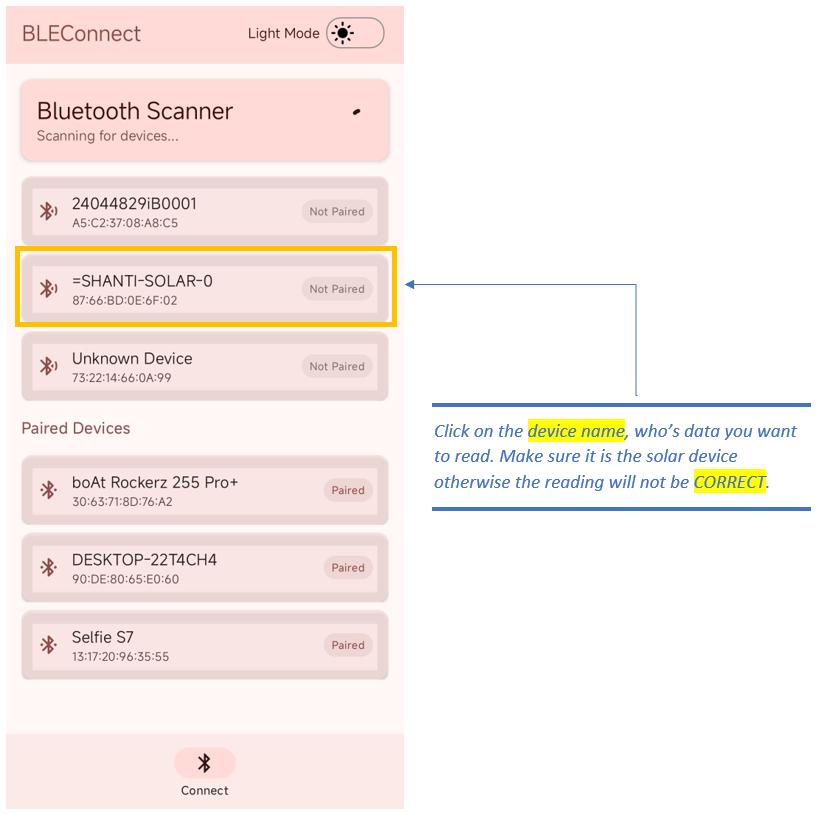 BLEConnect
Light Mode
Bluetooth Scanner
Scanning for devices...
24044829iB0001
A5:C2:37:08:A8:C5
Not Paired
=SHANTI-SOLAR-0
87:66:BD:0E:6F:02
Not Paired
Unknown Device
73:22:14:66:0A:99
Not Paired
Paired Devices
boAt Rockerz 255 Pro+
30:63:71:8D:76:A2
Paired
DESKTOP-22T4CH4
90:DE:80:65:E0:60
Paired
Selfie S7
13:17:20:96:35:55
Paired
Connect
Click on the device name, who's data you want
to read. Make sure it is the solar device
otherwise the reading will not be CORRECT.